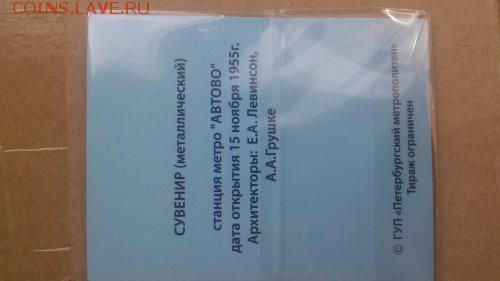 COINS.LAVE.RU
СУВЕНИР (металлический)
станция метро "АВТОВО"
дата открытия 15 ноября 1955г.
Архитекторы: Е.А. Левинсон,
А.А.Грушке
© ГУП «Петербургский метрополитен»
Тираж ограничен